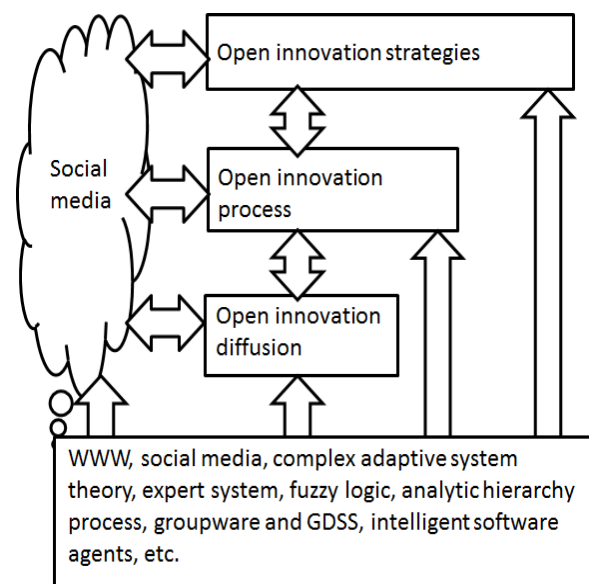 Open innovation strategies
Social
media
Open innovation
process
Open innovation
diffusion
WWW, social media, complex adaptive system
theory, expert system, fuzzy logic, analytic hierarchy
process, groupware and GDSS, intelligent software
agents, etc.